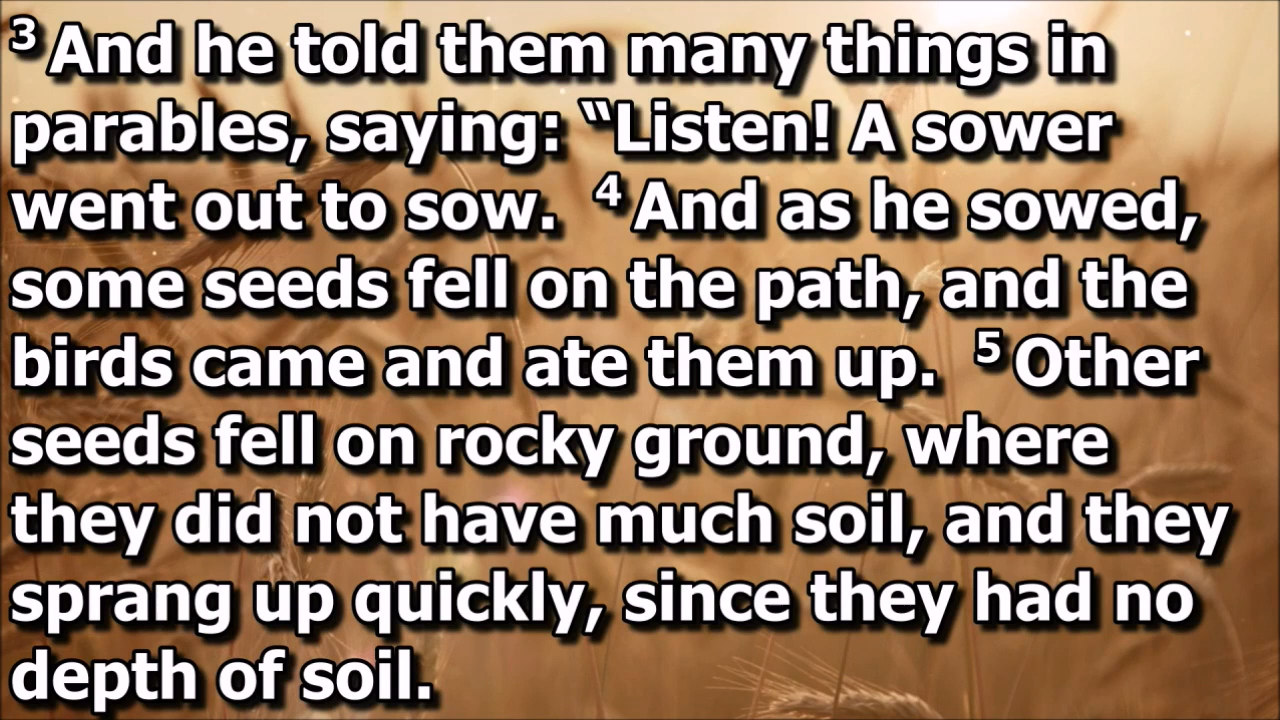 ³ And he told them many things in
parables, saying: “Listen! A sower
went out to sow. ⁴ And as he sowed,
some seeds fell on the path, and the
birds came and ate them up. ⁵ Other
seeds fell on rocky ground, where
they did not have much soil, and they
sprang up quickly, since they had no
depth of soil.